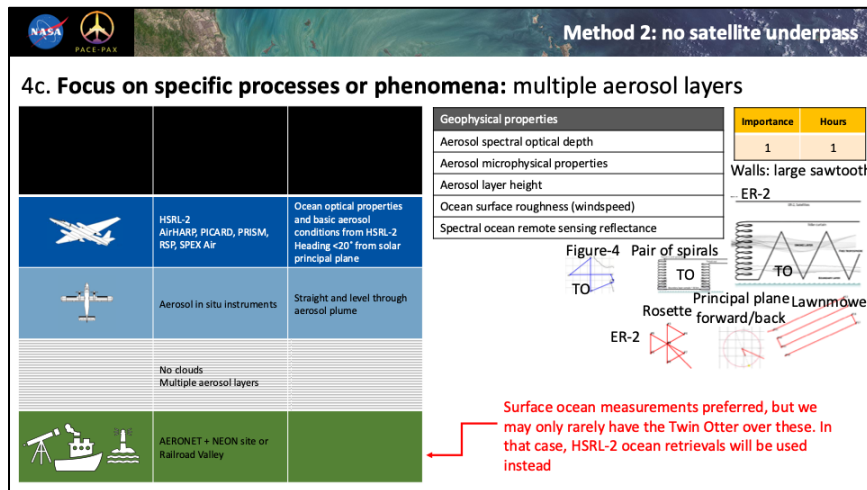 NASA
PACE-PAX
Method 2: no satellite underpass
4c. Focus on specific processes or phenomena: multiple aerosol layers
HSRL-2
AirHARP, PICARD, PRISM,
RSP, SPEX Air
Ocean optical properties
and basic aerosol
conditions from HSRL-2
Heading <20° from solar
principal plane
Aerosol in situ instruments
Straight and level through
aerosol plume
No clouds
Multiple aerosol layers
AERONET + NEON site or
Railroad Valley
Geophysical properties
Aerosol spectral optical depth
Aerosol microphysical properties
Aerosol layer height
Ocean surface roughness (windspeed)
Spectral ocean remote sensing reflectance
Importance Hours
1 1
Walls: large sawtooth
ER-2
TO
Figure-4
TO
Pair of spirals
TO
Rosette
ER-2
Principal plane
forward/back
Lawnmowe
Surface ocean measurements preferred, but we
may only rarely have the Twin Otter over these. In
that case, HSRL-2 ocean retrievals will be used
instead